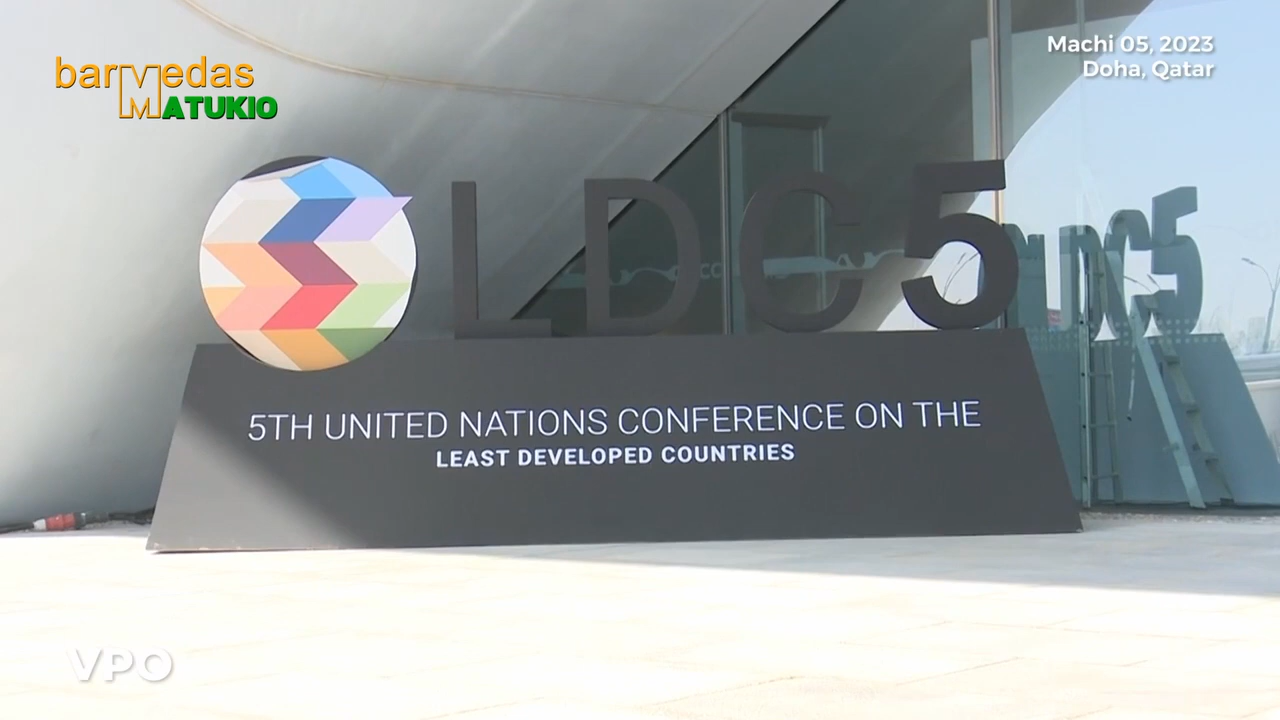 barmedas
MATUKIO
Machi 05, 2023
Doha, Qatar
LDC5
LDC5
5TH UNITED NATIONS CONFERENCE ON THE
LEAST DEVELOPED COUNTRIES
VPO